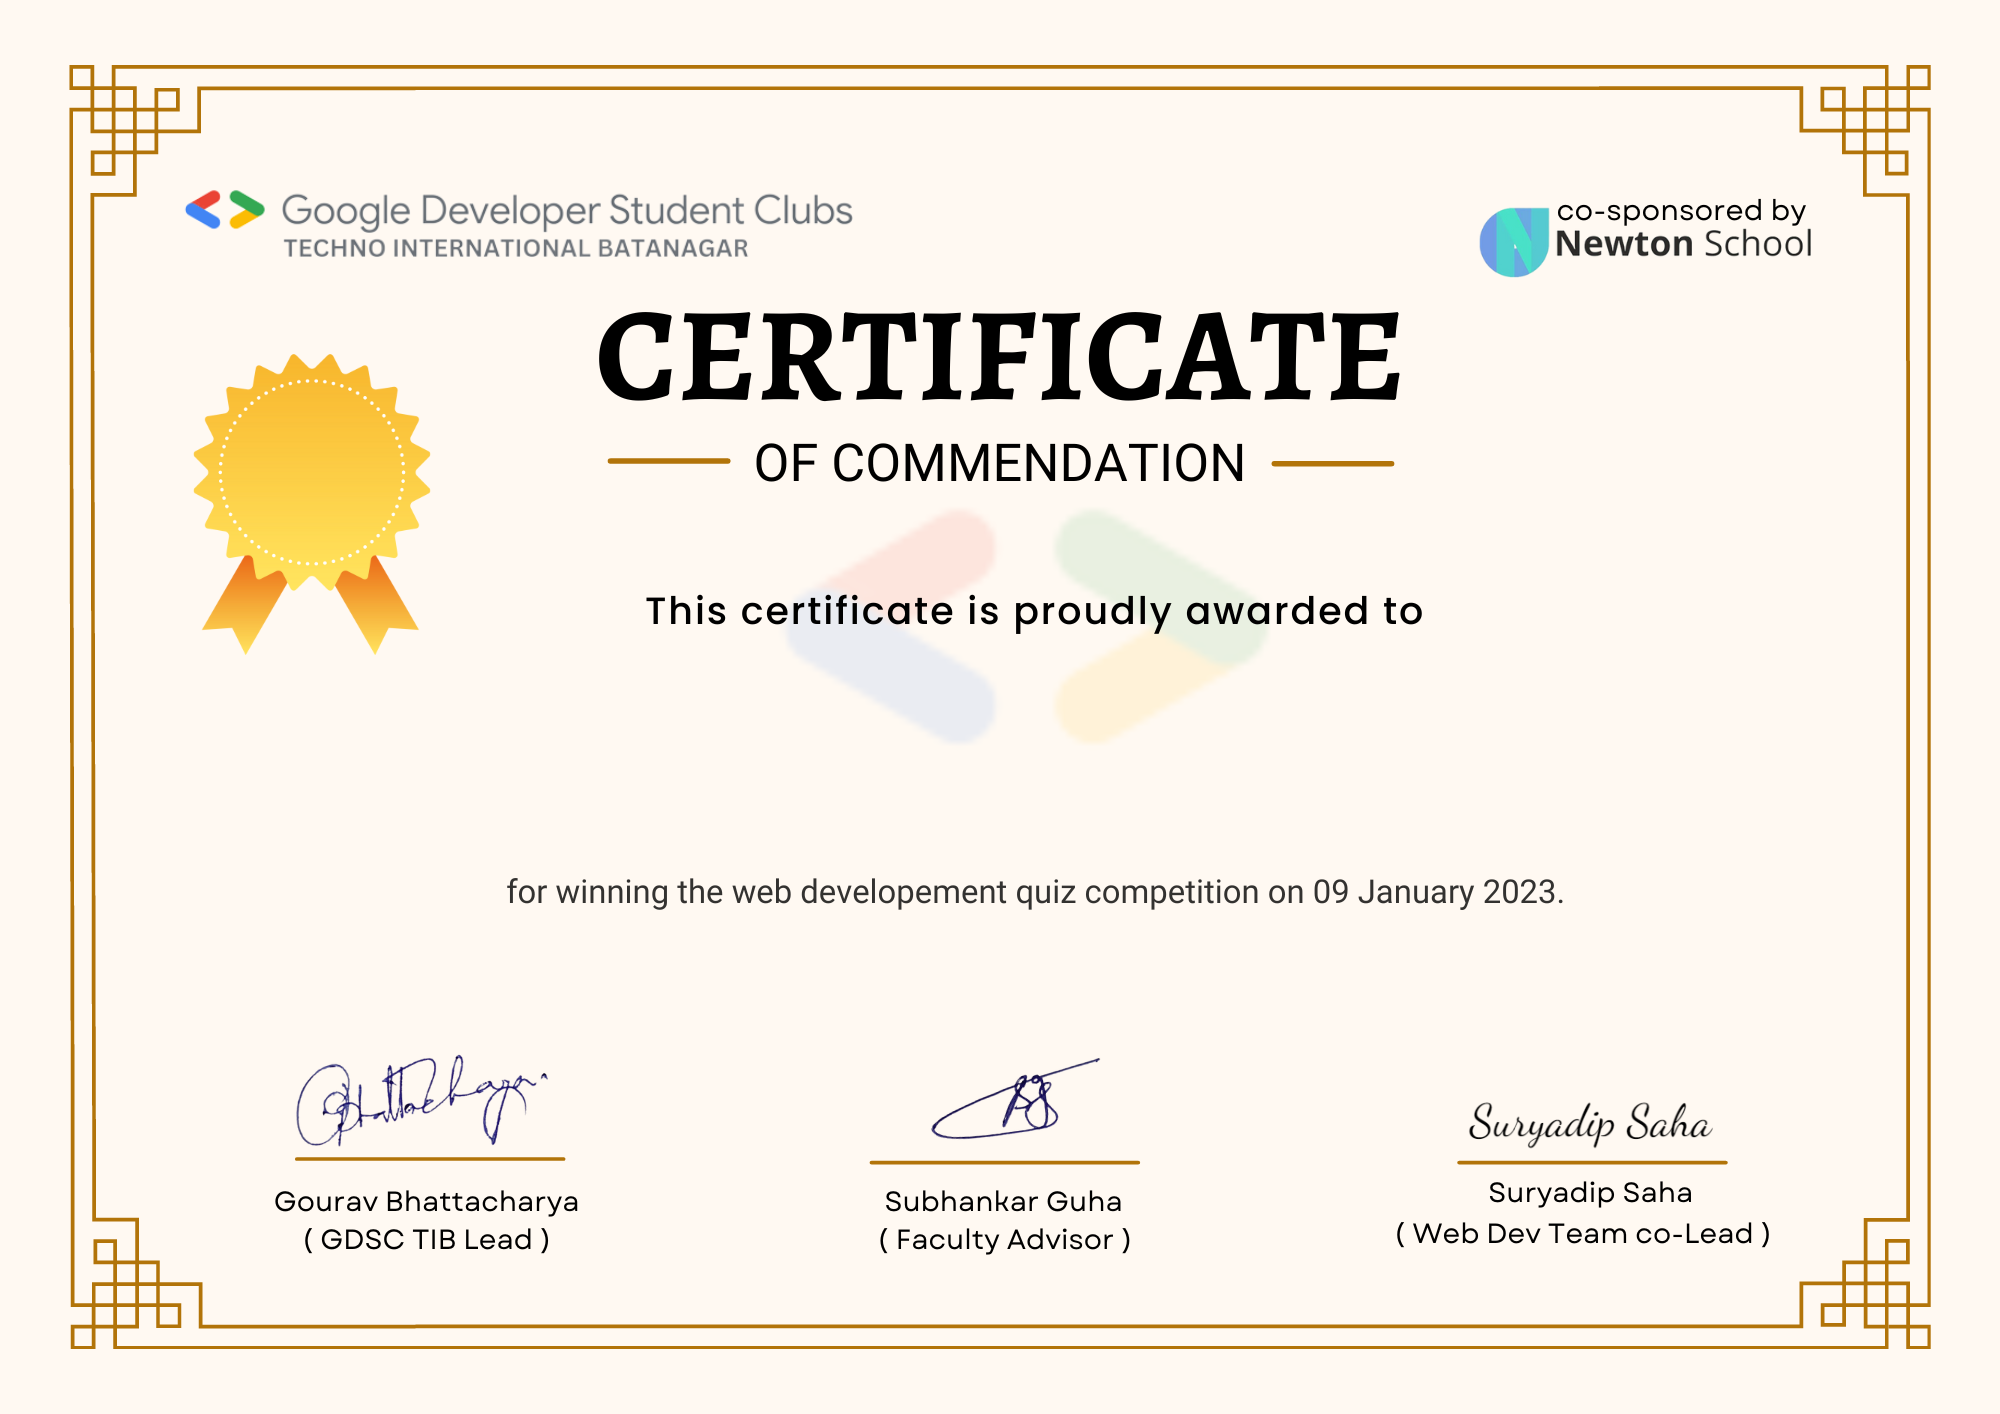 Google Developer Student Clubs
TECHNO INTERNATIONAL BATANAGAR
co-sponsored by
Newton School
CERTIFICATE
OF COMMENDATION
This certificate is proudly awarded to
for winning the web developement quiz competition on 09 January 2023.
Suryadip Saha
Gourav Bhattacharya
( GDSC TIB Lead )
Subhankar Guha
( Faculty Advisor )
Suryadip Saha
( Web Dev Team co-Lead )